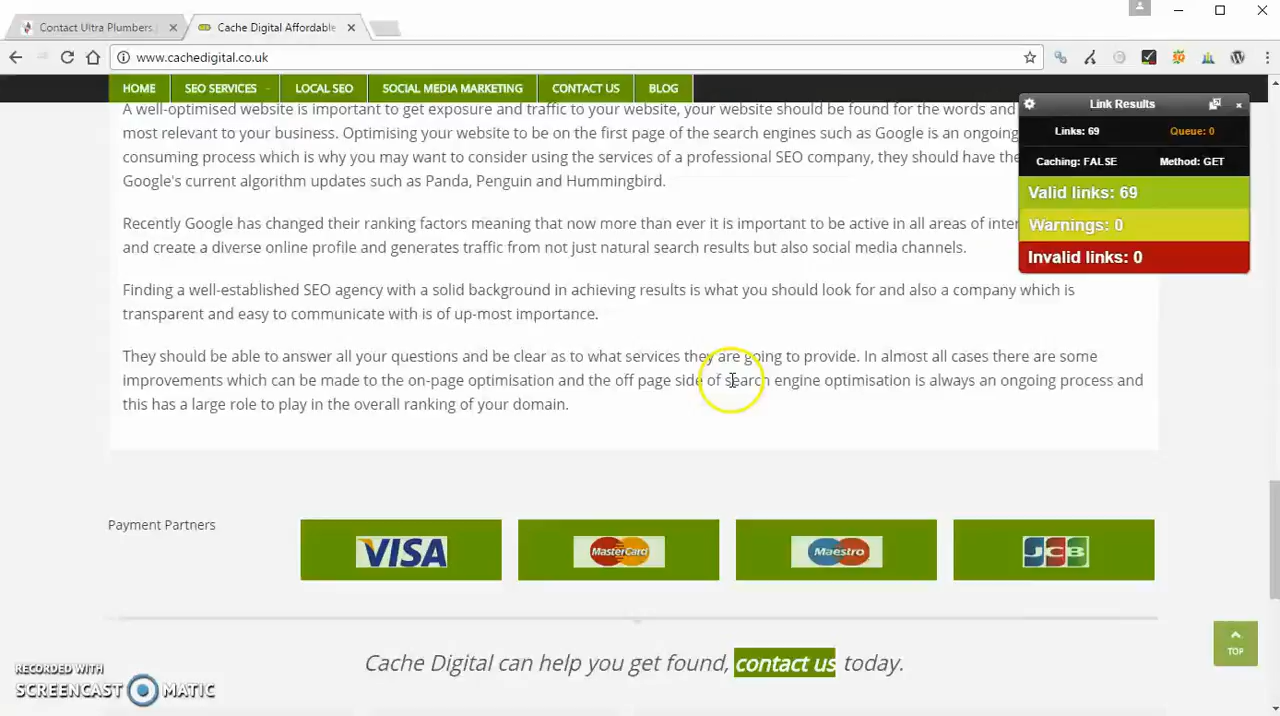 Contact Ultra Plumbers
Cache Digital Affordable
www.cachedigital.co.uk
HOME SEO SERVICES LOCAL SEO SOCIAL MEDIA MARKETING CONTACT US BLOG
Link Results
Links: 69 Queue: 0
Caching: FALSE Method: GET
Valid links: 69
Warnings: 0
Invalid links: 0
A well-optimised website is important to get exposure and traffic to your website, your website should be found for the words and
most relevant to your business. Optimising your website to be on the first page of the search engines such as Google is an ongoing
consuming process which is why you may want to consider using the services of a professional SEO company, they should have the
Google's current algorithm updates such as Panda, Penguin and Hummingbird.
Recently Google has changed their ranking factors meaning that now more than ever it is important to be active in all areas of
and create a diverse online profile and generates traffic from not just natural search results but also social media channels.
Finding a well-established SEO agency with a solid background in achieving results is what you should look for and also a company which is
transparent and easy to communicate with is of up-most importance.
They should be able to answer all your questions and be clear as to what services they are going to provide. In almost all cases there are some
improvements which can be made to the on-page optimisation and the off page side of search engine optimisation is always an ongoing process and
this has a large role to play in the overall ranking of your domain.
Payment Partners
VISA MasterCard Maestro JCB
Cache Digital can help you get found, contact us today.
TOP
RECORDED WITH
SCREENCAST MATIC